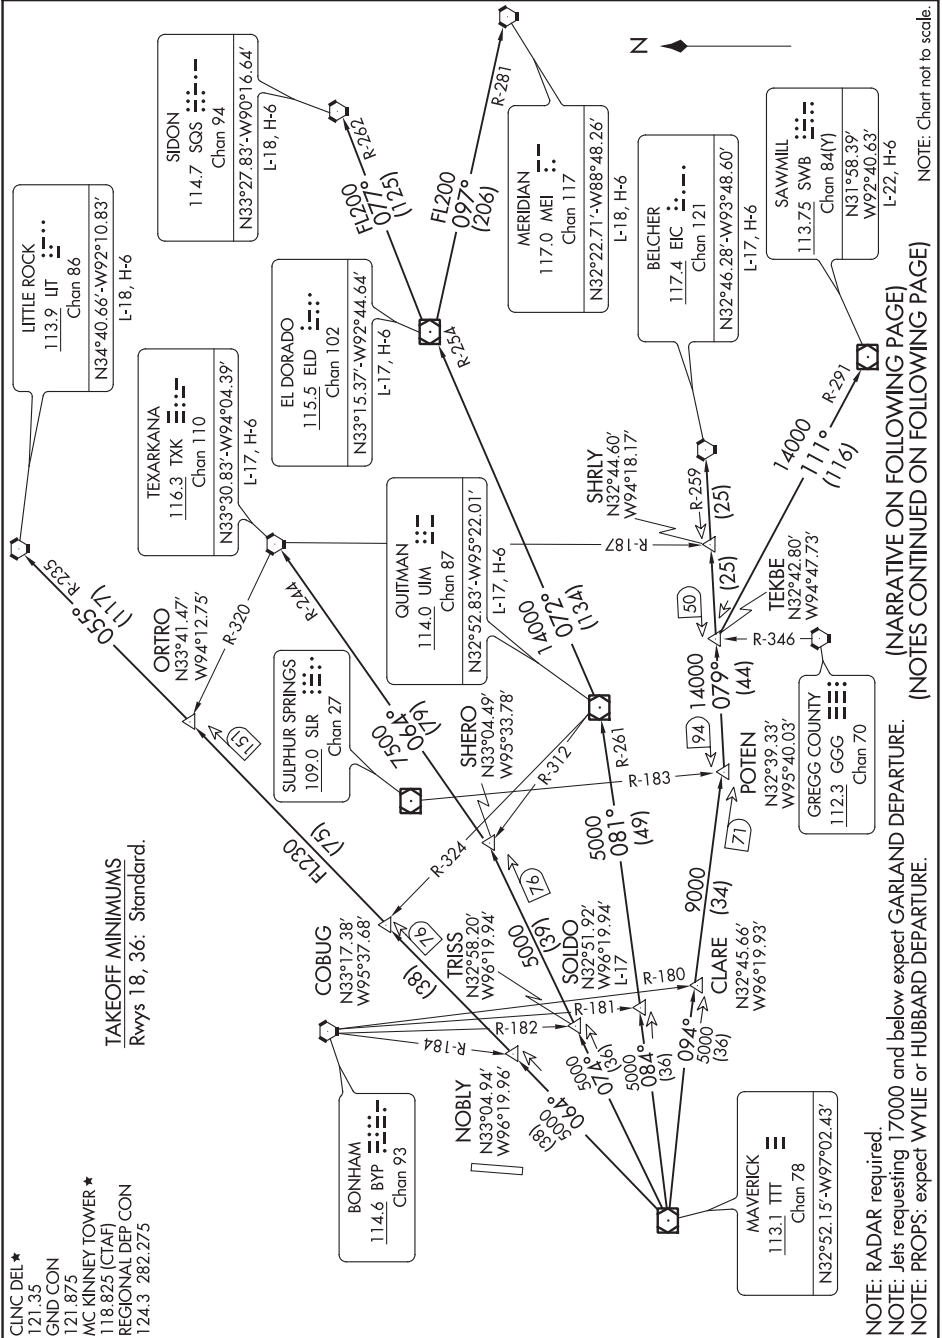 CLNC DEL ★
121.35
GND CON
121.875
MC KINNEY TOWER ★
118.825 (CTAF)
REGIONAL DEP CON
124.3 282.275
TAKEOFF MINIMUMS
Rwys 18, 36: Standard.
LITTLE ROCK
113.9 LIT
Chan 86
N34°40.66′-W92°10.83′
L-18, H-6
SIDON
114.7 SQS
Chan 94
N33°27.83′-W90°16.64′
L-18, H-6
TEXARKANA
116.3 TXK
Chan 110
N33°30.83′-W94°04.39′
L-17, H-6
EL DORADO
115.5 ELD
Chan 102
N33°15.37′-W92°44.64′
L-17, H-6
MERIDIAN
117.0 MEI
Chan 117
N32°22.71′-W88°48.26′
L-18, H-6
BELCHER
117.4 EIC
Chan 121
N32°46.28′-W93°48.60′
L-17, H-6
SAWMILL
113.75 SWB
Chan 84(Y)
N31°58.39′
W92°40.63′
L-22, H-6
QUITMAN
114.0 UIM
Chan 87
N32°52.83′-W95°22.01′
L-17, H-6
SULPHUR SPRINGS
109.0 SLR
Chan 27
GREGG COUNTY
112.3 GGG
Chan 70
BONHAM
114.6 BYP
Chan 93
MAVERICK
113.1 TTT
Chan 78
N32°52.15′-W97°02.43′
ORTRO
N33°41.47′
W94°12.75′
COBUG
N33°17.38′
W95°37.68′
NOBLY
N33°04.94′
W96°19.96′
TRISS
N32°58.20′
W96°19.94′
SHERO
N33°04.49′
W95°33.78′
SOLDO
N32°51.92′
W96°19.94′
L-17
CLARE
N32°45.66′
W96°19.93′
POTEN
N32°39.33′
W95°40.03′
TEKBE
N32°42.80′
W94°47.73′
SHRLY
N32°44.60′
W94°18.17′
5000
064°
(38)
(38)
76
FL230
(75)
151
055°
(117)
R-235
R-320
R-184
R-182
R-181
R-180
5000
074°
(36)
5000
(39)
76
7500
064°
(79)
R-244
R-324
R-312
5000
084°
(36)
5000
081°
(49)
R-261
14000
072°
(134)
R-254
FL200
077°
(125)
R-262
FL200
097°
(206)
R-281
094°
5000
(36)
9000
(34)
71
R-183
94
14000
079°
(44)
50
R-346
(25)
R-187
R-259
(25)
14000
111°
(116)
R-291
N
NOTE: RADAR required.
NOTE: Jets requesting 17000 and below expect GARLAND DEPARTURE.
NOTE: PROPS: expect WYLIE or HUBBARD DEPARTURE.
(NARRATIVE ON FOLLOWING PAGE)
(NOTES CONTINUED ON FOLLOWING PAGE)
NOTE: Chart not to scale.